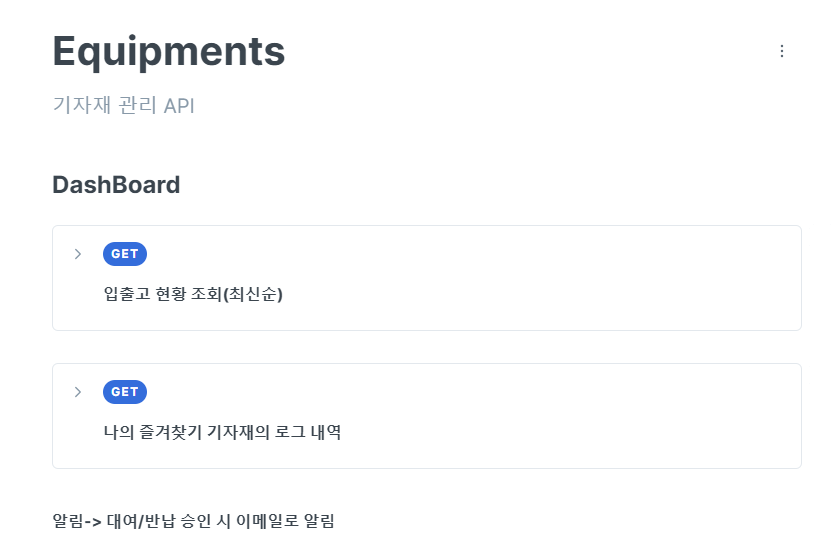 Equipments
기자재 관리 API
DashBoard
GET
입출고 현황 조회(최신순)
GET
나의 즐겨찾기 기자재의 로그 내역
알림-> 대여/반납 승인 시 이메일로 알림